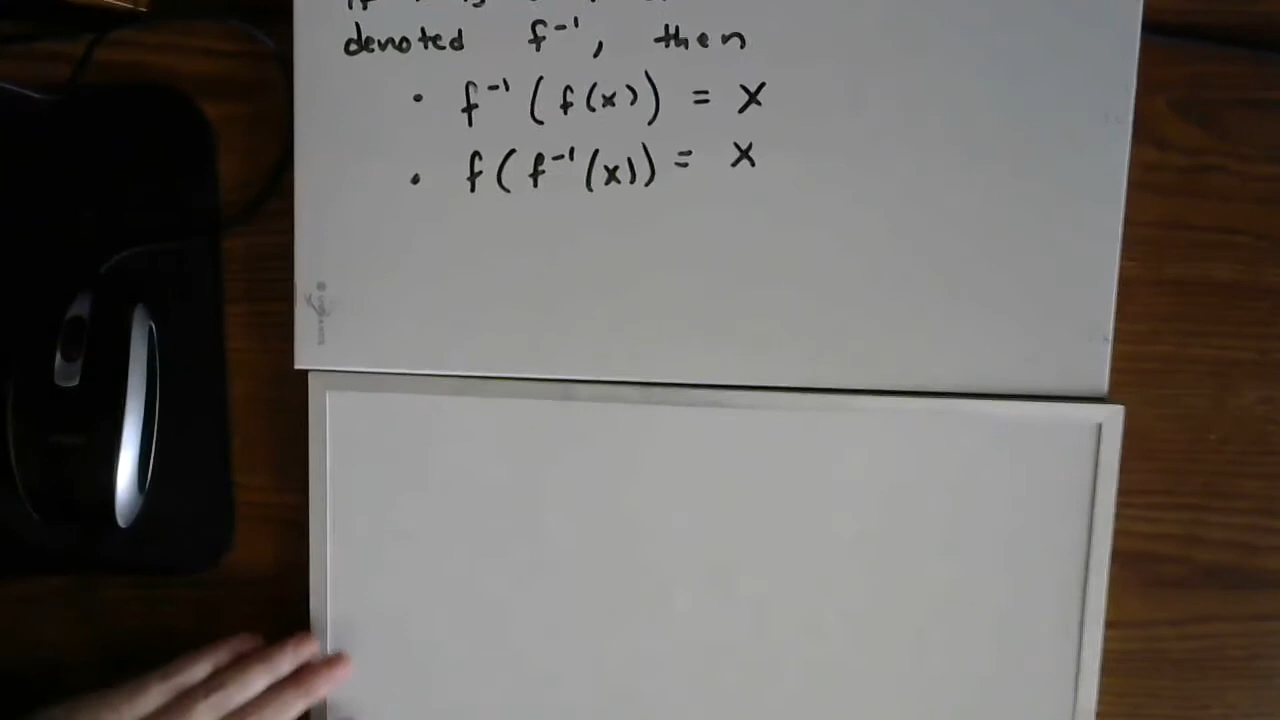 denoted f⁻¹, then
• f⁻¹(f(x)) = x
• f(f⁻¹(x)) = x